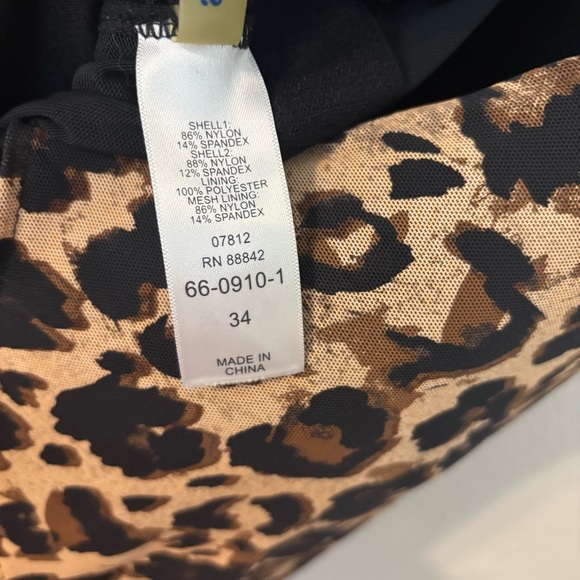 SHELL1:
86% NYLON
14% SPANDEX
SHELL2:
88% NYLON
12% SPANDEX
LINING:
100% POLYESTER
MESH LINING:
86% NYLON
14% SPANDEX
07812
RN 88842
66-0910-1
34
MADE IN
CHINA